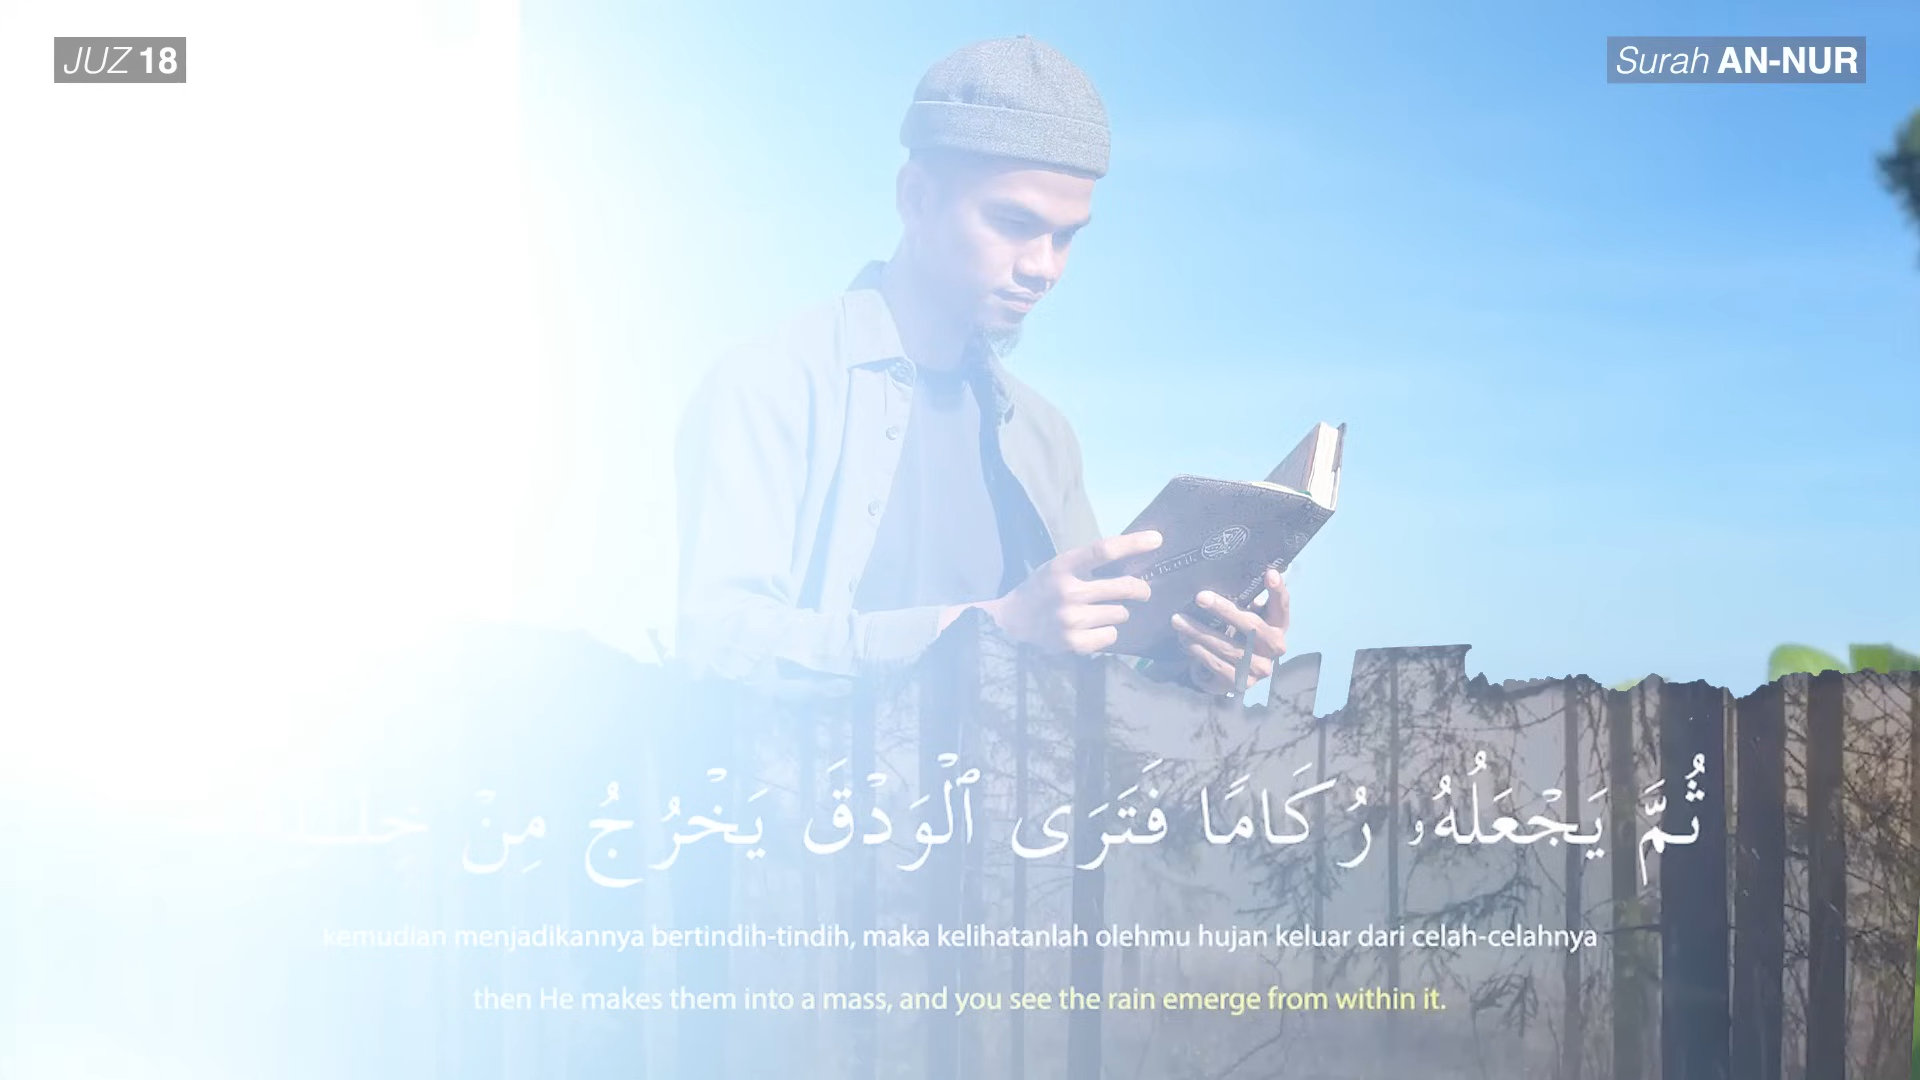 JUZ 18
Surah AN-NUR
ثُمَّ يَجْعَلُهُۥ رُكَامًا فَتَرَى ٱلْوَدْقَ يَخْرُجُ مِنْ
kemudian menjadikannya bertindih-tindih, maka kelihatanlah olehmu hujan keluar dari celah-celahnya
then He makes them into a mass, and you see the rain emerge from within it.